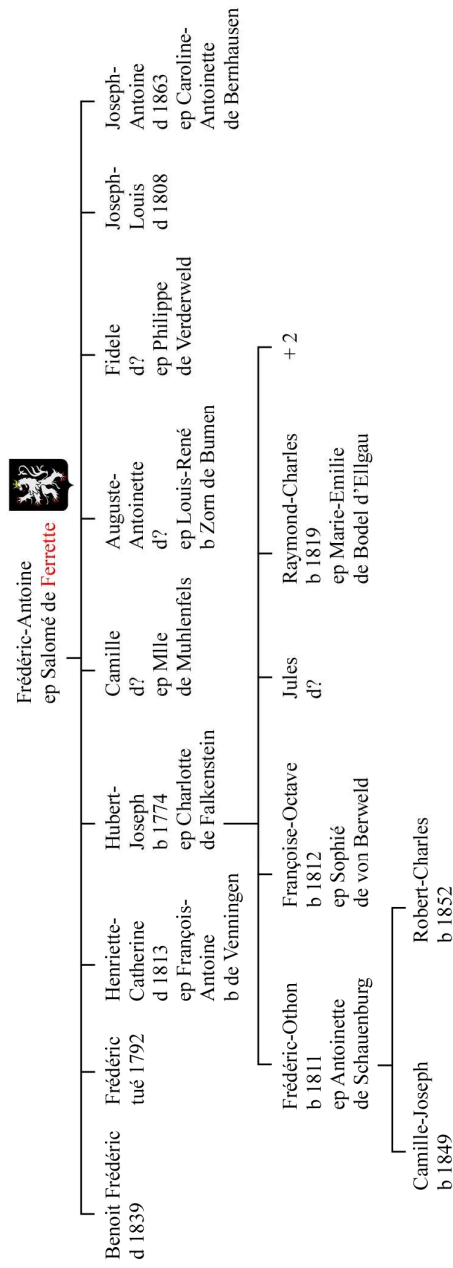 Frédéric-Antoine
ep Salomé de Ferrette
Benoit Frédéric
d 1839
Frédéric
tué 1792
Henriette-
Catherine
d 1813
ep François-
Antoine
b de Venningen
Hubert-
Joseph
b 1774
ep Charlotte
de Falkenstein
Camille
d?
ep Mlle
de Muhlenfels
Auguste-
Antoinette
d?
ep Louis-René
b Zorn de Bumen
Fidele
d?
ep Philippe
de Verderweld
Joseph-
Louis
d 1808
Joseph-
Antoine
d 1863
ep Caroline-
Antoinette
de Bernhausen
Frédéric-Othon
b 1811
ep Antoinette
de Schauenburg
Françoise-Octave
b 1812
ep Sophié
de von Berweld
Jules
d?
Raymond-Charles
b 1819
ep Marie-Emilie
de Bodel d’Ellgau
+ 2
Camille-Joseph
b 1849
Robert-Charles
b 1852